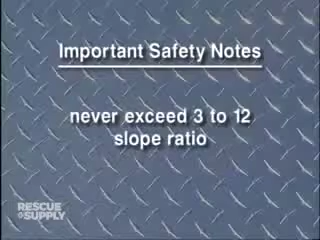 Important Safety Notes
never exceed 3 to 12
slope ratio
RESCUE
SUPPLY